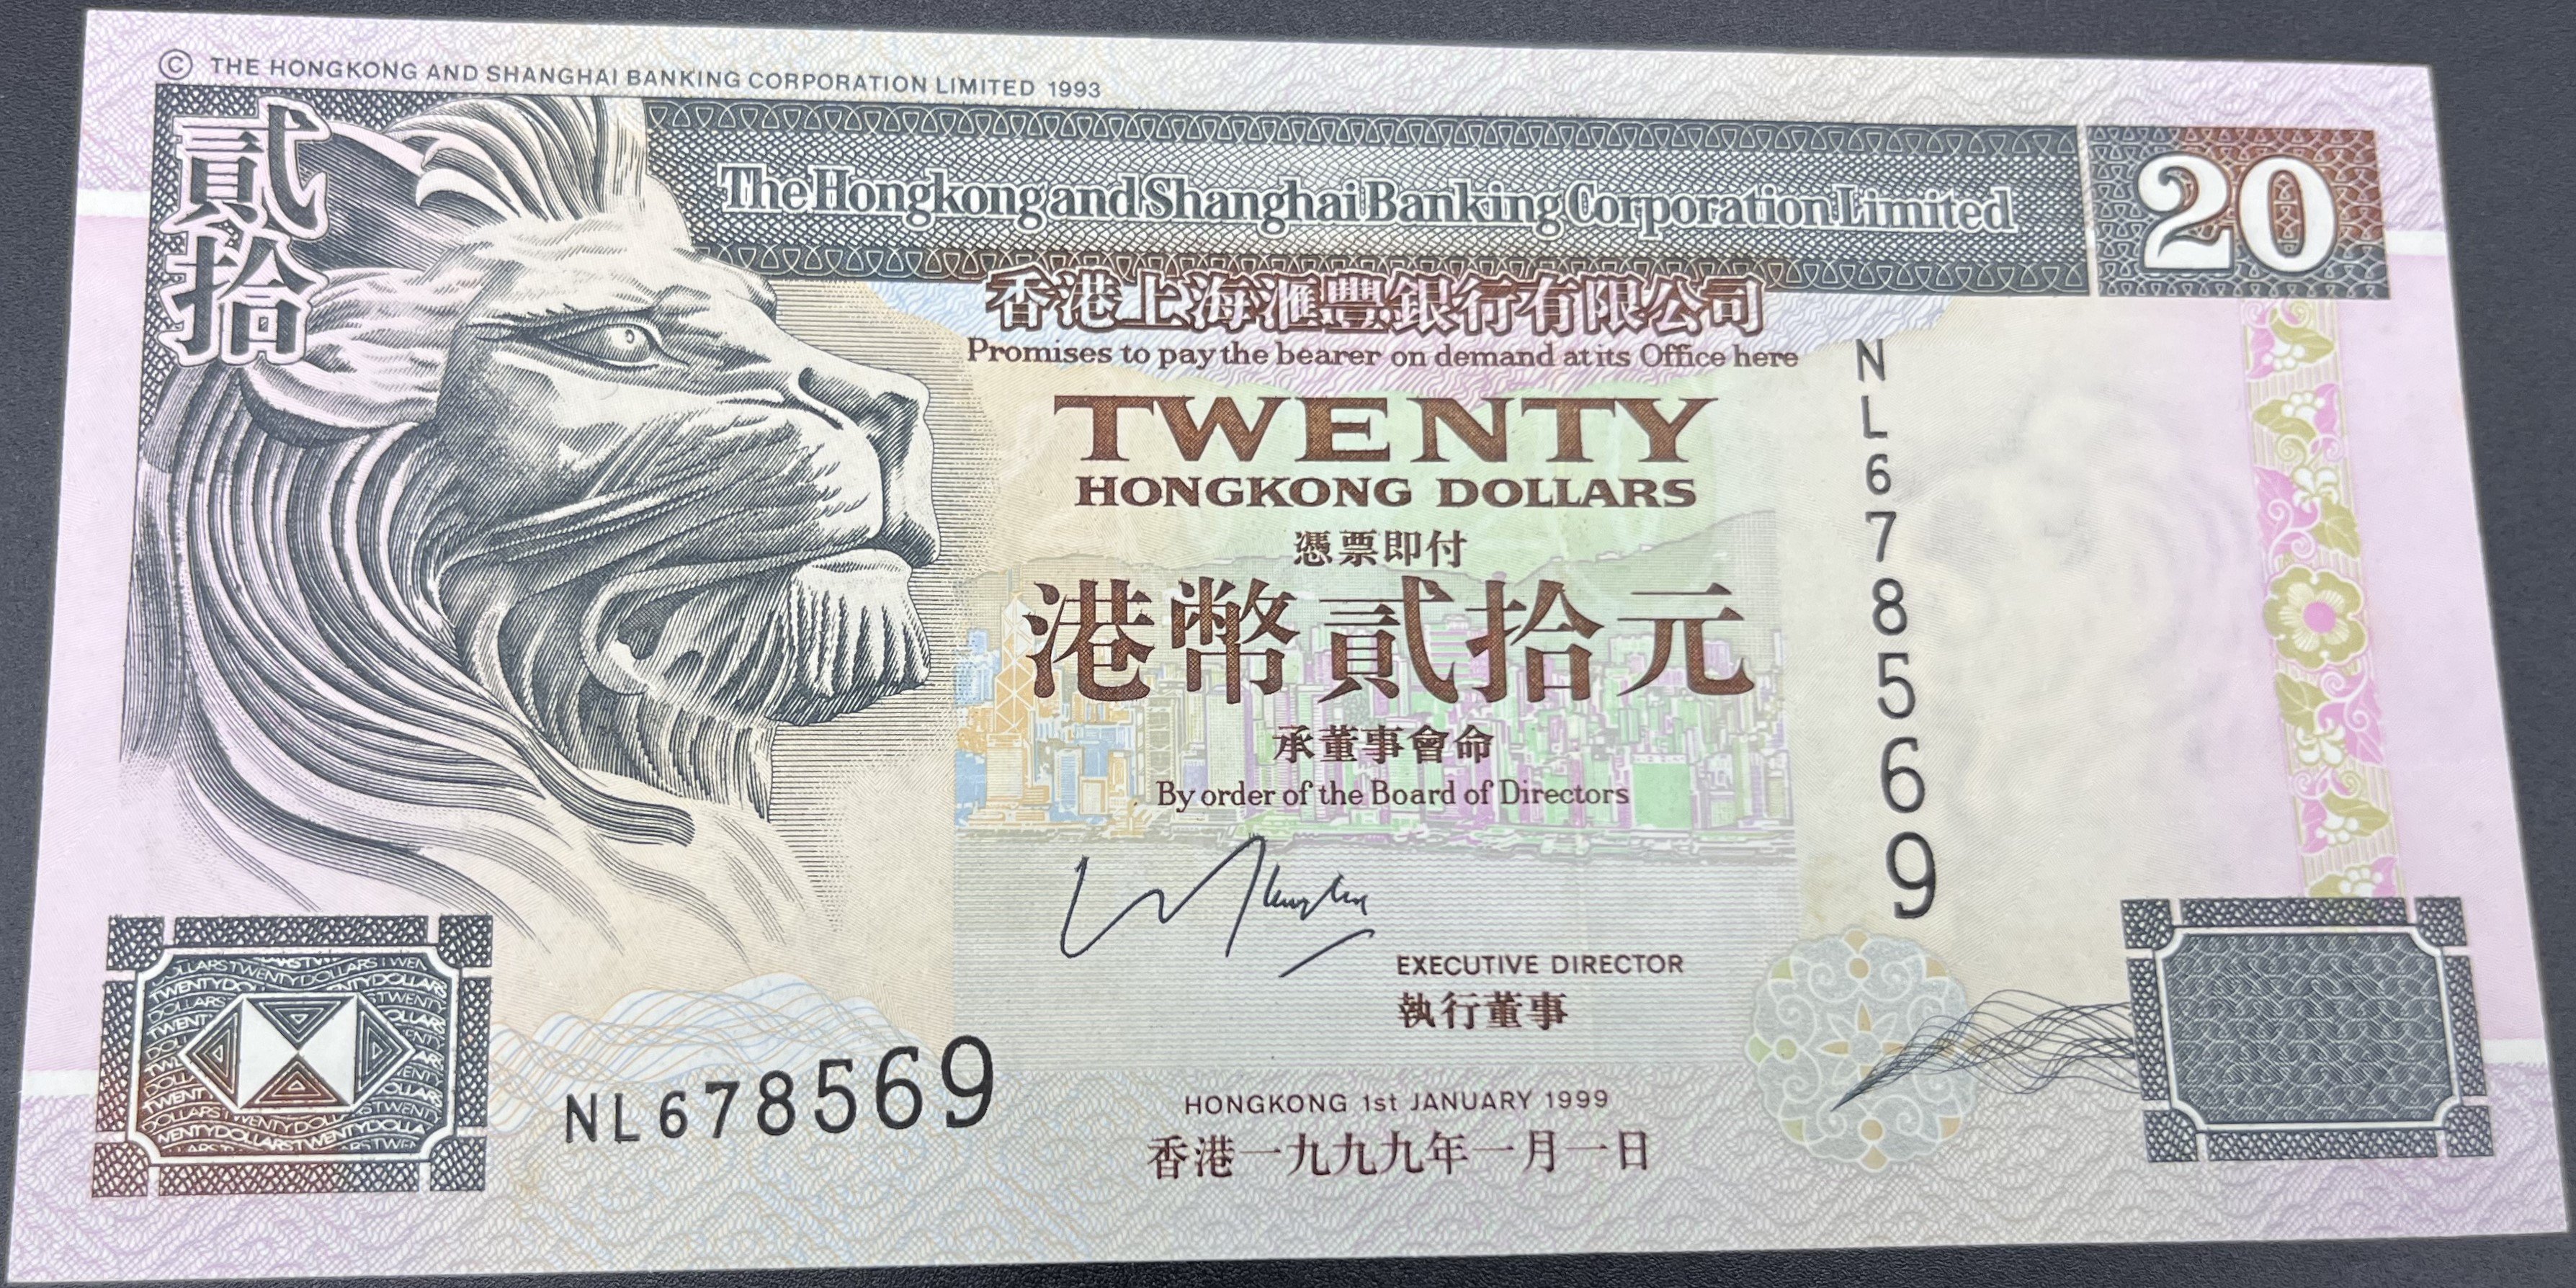 © THE HONGKONG AND SHANGHAI BANKING CORPORATION LIMITED 1993
貳拾
The Hongkong and Shanghai Banking Corporation Limited
20
香港上海滙豐銀行有限公司
Promises to pay the bearer on demand at its Office here
TWENTY
HONGKONG DOLLARS
憑票即付
港幣貳拾元
承董事會命
By order of the Board of Directors
NL678569
EXECUTIVE DIRECTOR
執行董事
NL678569
HONGKONG 1st JANUARY 1999
香港一九九九年一月一日